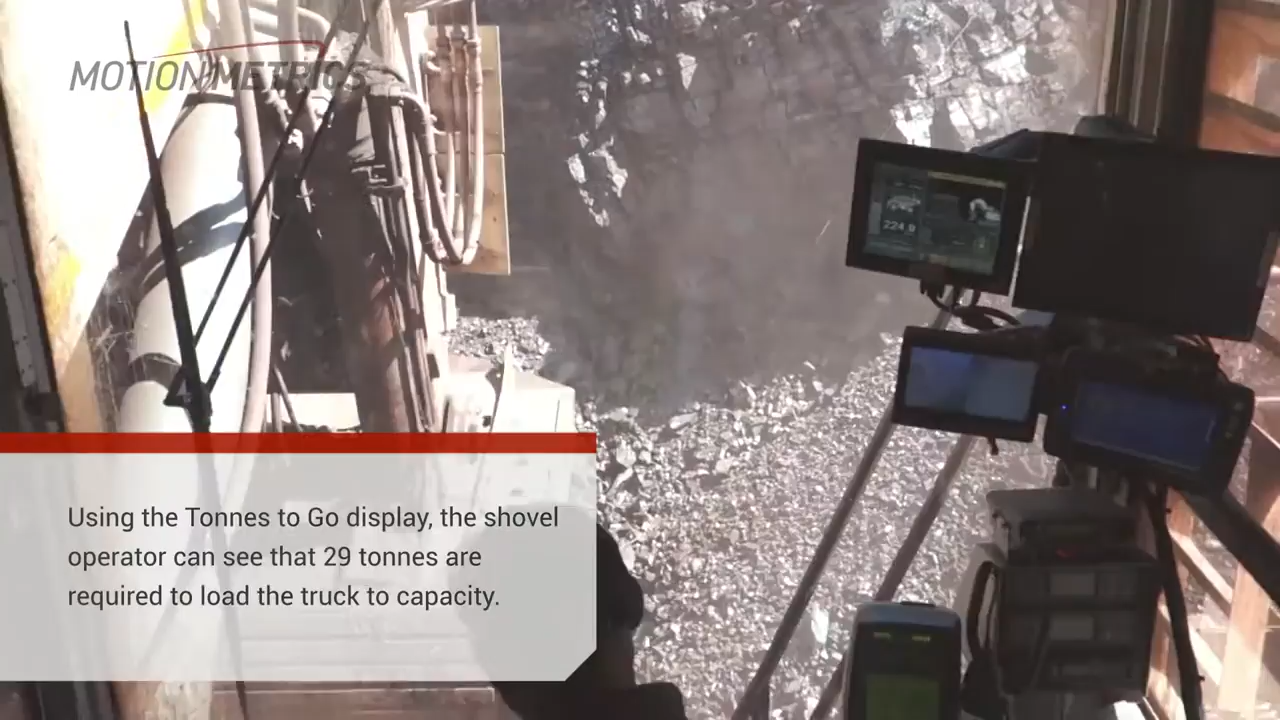 MOTION METRICS
224.9
Using the Tonnes to Go display, the shovel
operator can see that 29 tonnes are
required to load the truck to capacity.